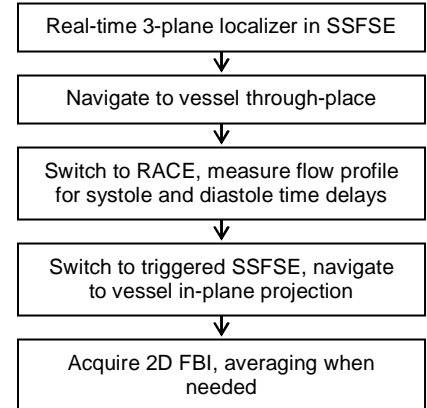 Real-time 3-plane localizer in SSFSE
Navigate to vessel through-place
Switch to RACE, measure flow profile
for systole and diastole time delays
Switch to triggered SSFSE, navigate
to vessel in-plane projection
Acquire 2D FBI, averaging when
needed